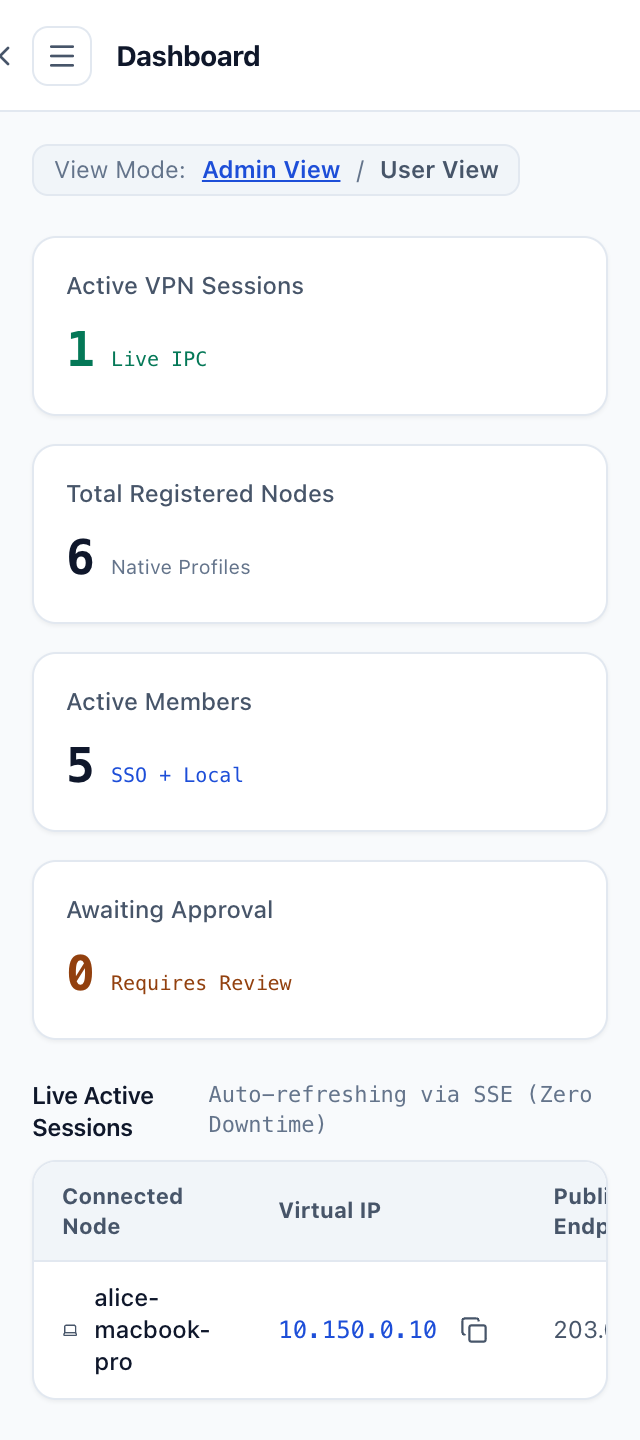 Dashboard
View Mode: Admin View / User View
Active VPN Sessions
1 Live IPC
Total Registered Nodes
6 Native Profiles
Active Members
5 SSO + Local
Awaiting Approval
0 Requires Review
Live Active
Sessions
Auto-refreshing via SSE (Zero
Downtime)
Connected
Node
Virtual IP
alice-
macbook-
pro
10.150.0.10
203.